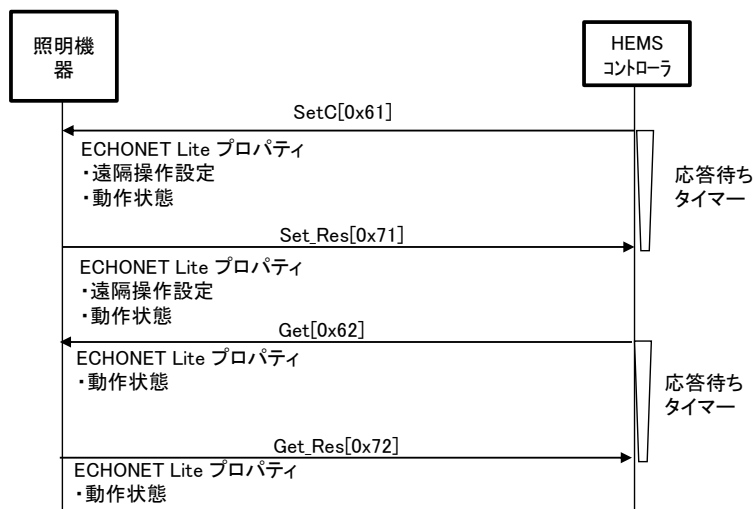 照明機
器
HEMS
コントローラ
SetC[0x61]
ECHONET Lite プロパティ
・遠隔操作設定
・動作状態
応答待ち
タイマー
Set_Res[0x71]
ECHONET Lite プロパティ
・遠隔操作設定
・動作状態
Get[0x62]
ECHONET Lite プロパティ
・動作状態
応答待ち
タイマー
Get_Res[0x72]
ECHONET Lite プロパティ
・動作状態